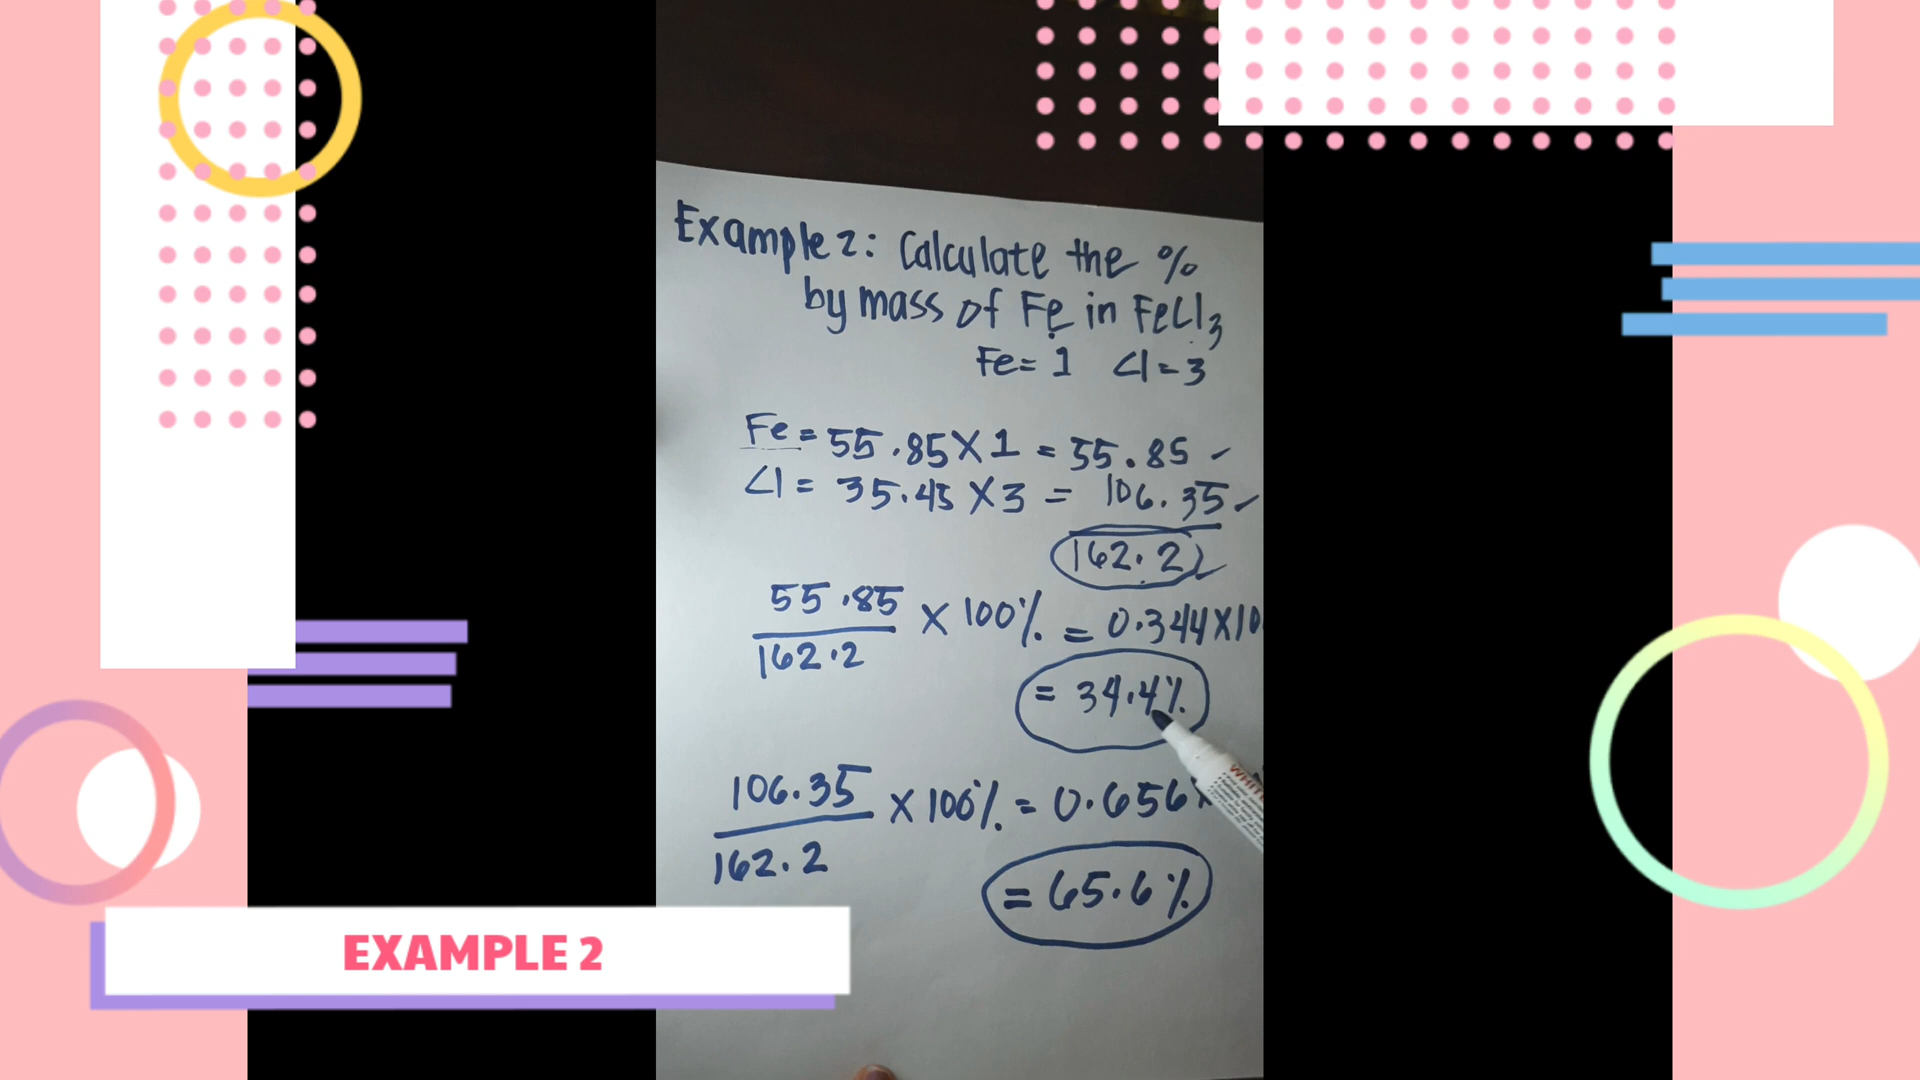 Example 2: Calculate the %
by mass of Fe in FeCl3
Fe = 1 Cl = 3
Fe = 55.85 X 1 = 55.85 ✓
Cl = 35.45 X 3 = 106.35 ✓
162.2 ✓
55.85
162.2
X 100% = 0.344 X 10
= 34.4%
106.35
162.2
X 100% = 0.656 X
= 65.6%
EXAMPLE 2